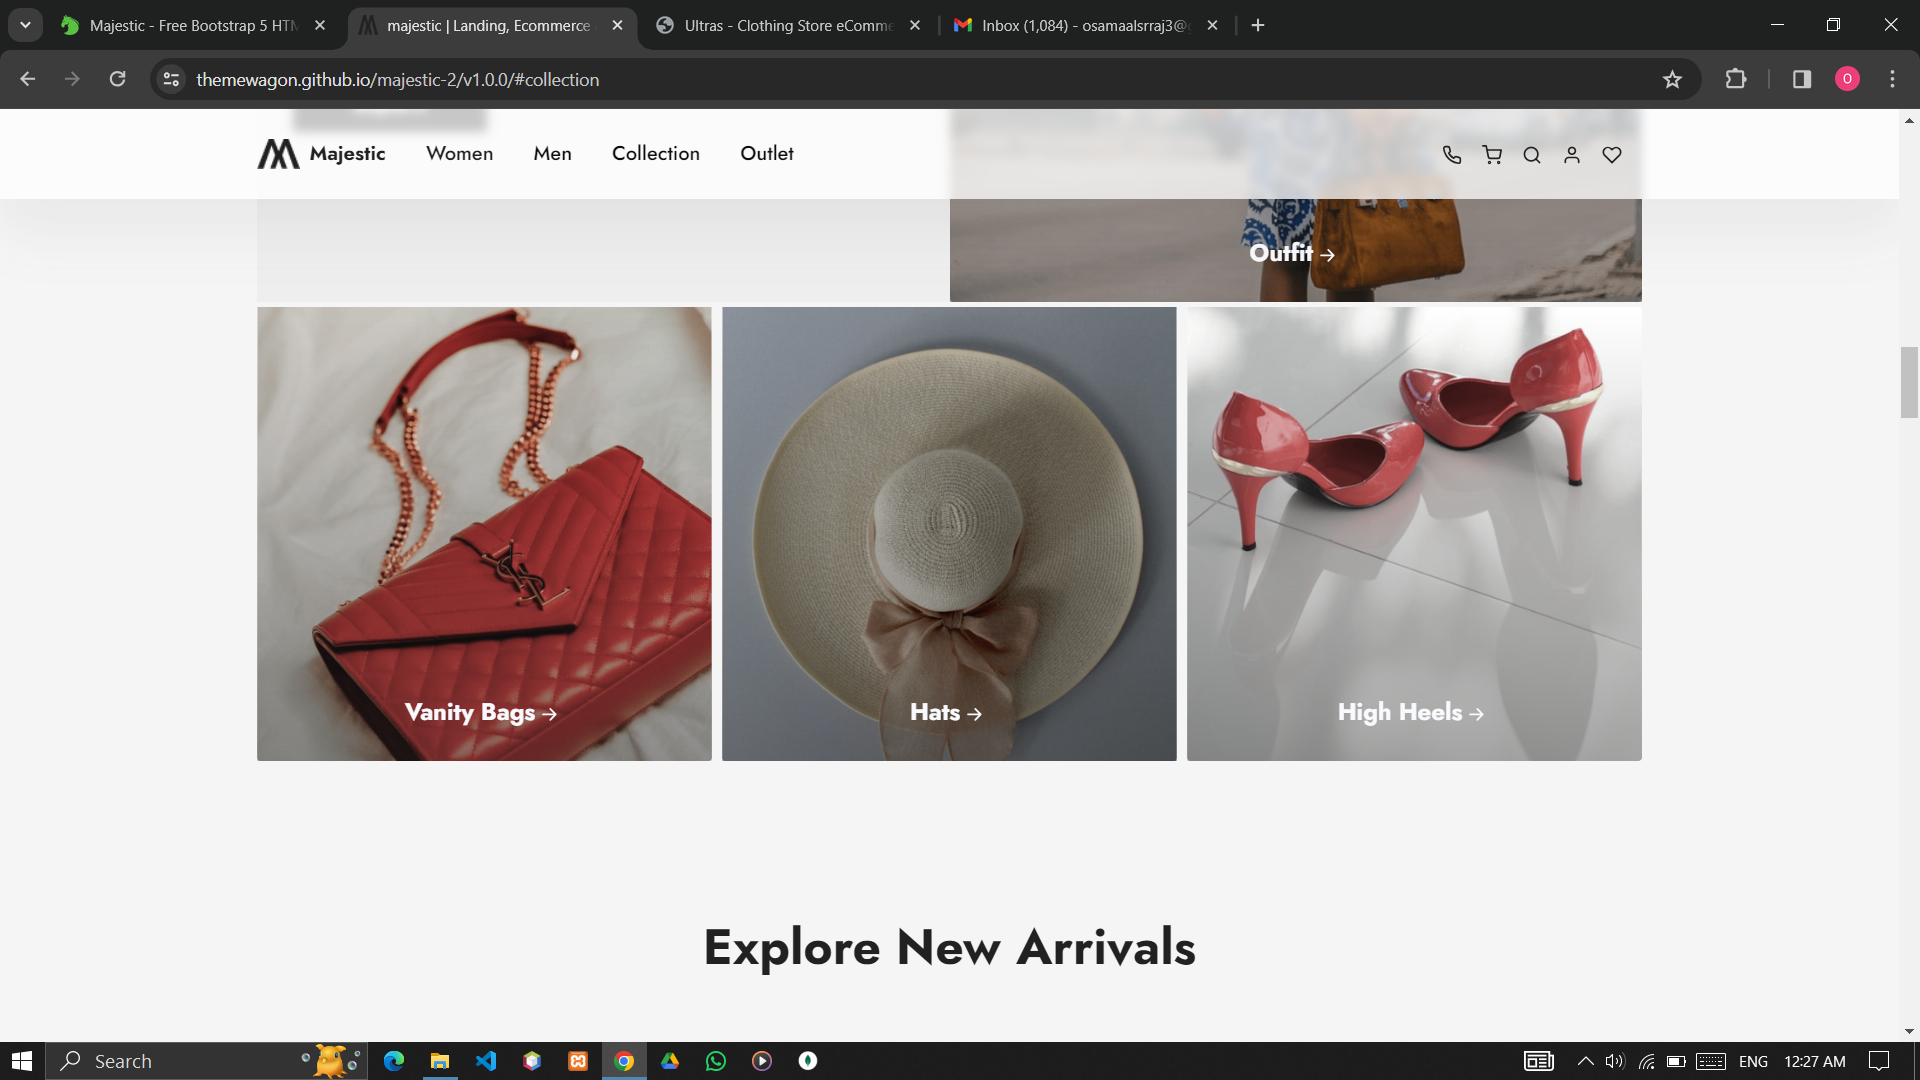 Majestic - Free Bootstrap 5 HTM
majestic | Landing, Ecommerce
Ultras - Clothing Store eComme
Inbox (1,084) - osamaalsrraj3@
themewagon.github.io/majestic-2/v1.0.0/#collection
O
Majestic
Women
Men
Collection
Outlet
Outfit →
YSL
Vanity Bags →
Hats →
High Heels →
Explore New Arrivals
Search
ENG
12:27 AM